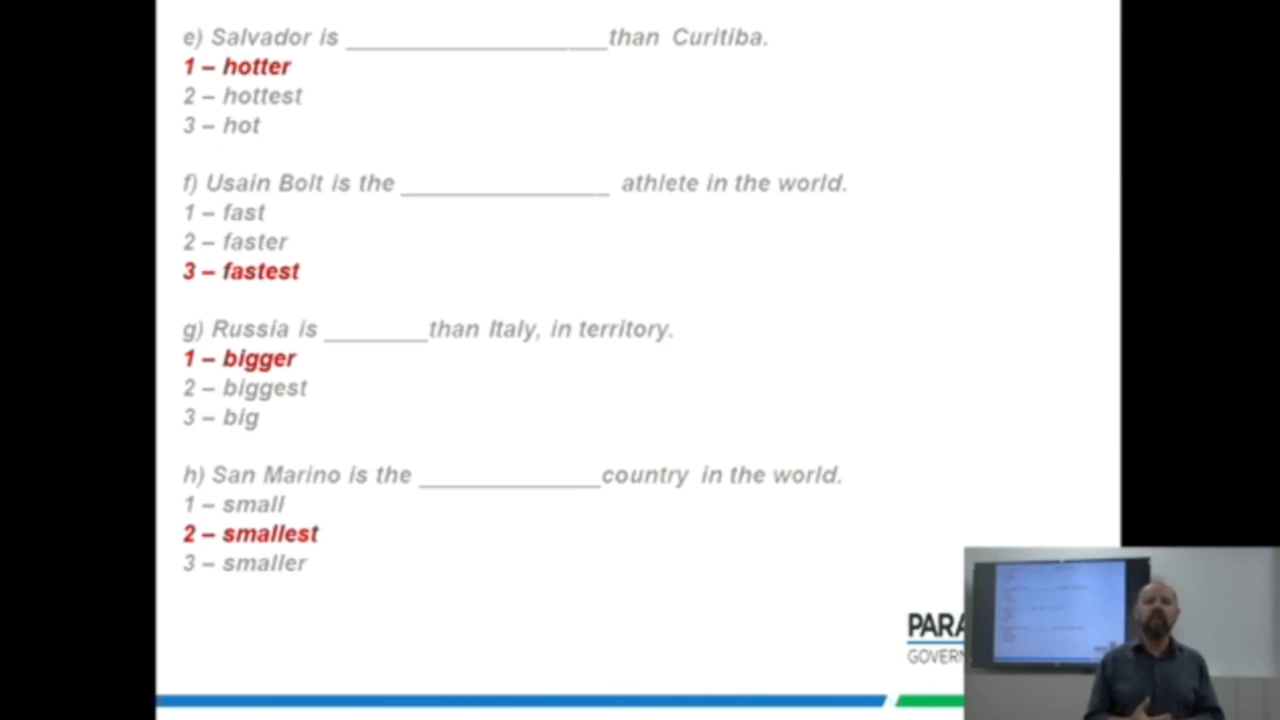 e) Salvador is ____________________than Curitiba.
1 – hotter
2 – hottest
3 – hot
f) Usain Bolt is the ________________ athlete in the world.
1 – fast
2 – faster
3 – fastest
g) Russia is ________than Italy, in territory.
1 – bigger
2 – biggest
3 – big
h) San Marino is the ______________country in the world.
1 – small
2 – smallest
3 – smaller
PARA
GOVERN